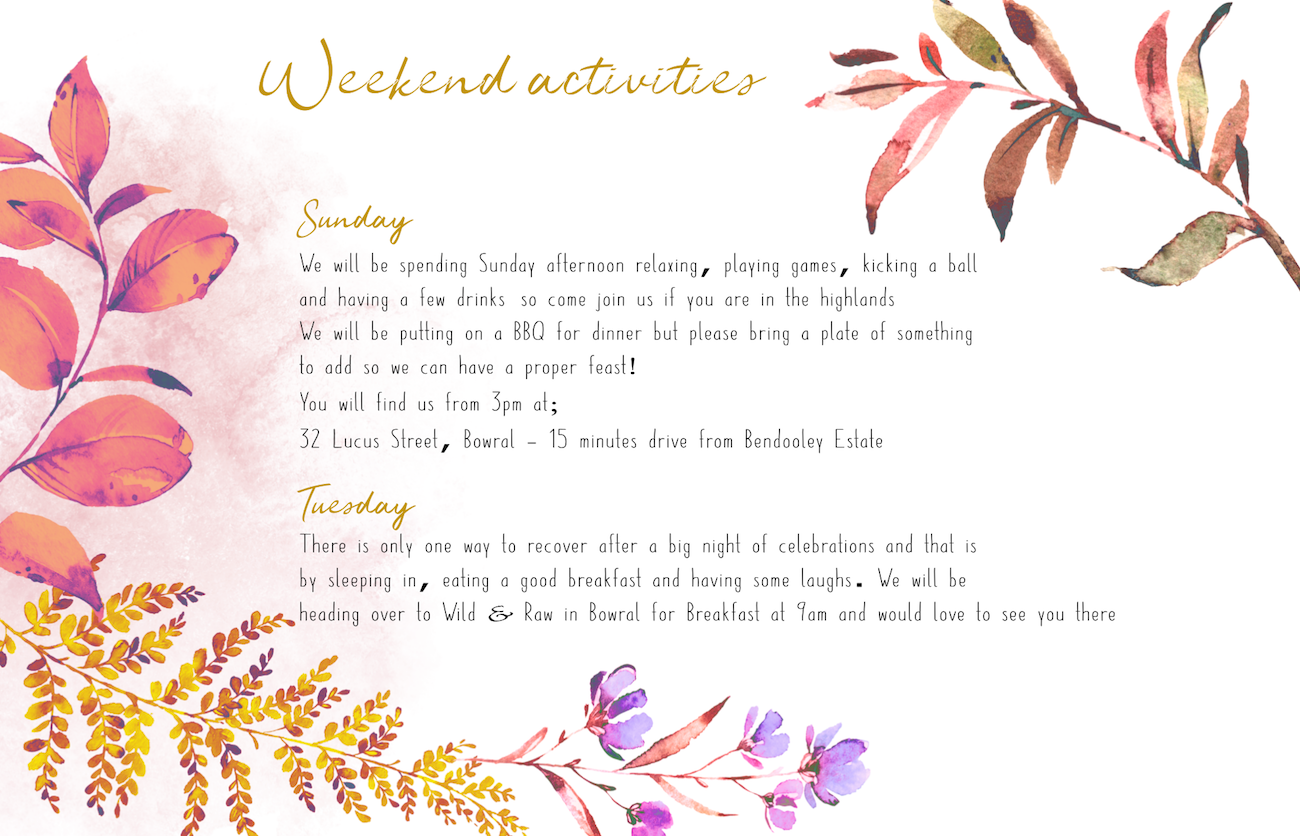 Weekend activities
Sunday
We will be spending Sunday afternoon relaxing, playing games, kicking a ball
and having a few drinks so come join us if you are in the highlands
We will be putting on a BBQ for dinner but please bring a plate of something
to add so we can have a proper feast!
You will find us from 3pm at;
32 Lucus Street, Bowral - 15 minutes drive from Bendooley Estate
Tuesday
There is only one way to recover after a big night of celebrations and that is
by sleeping in, eating a good breakfast and having some laughs. We will be
heading over to Wild & Raw in Bowral for Breakfast at 9am and would love to see you there